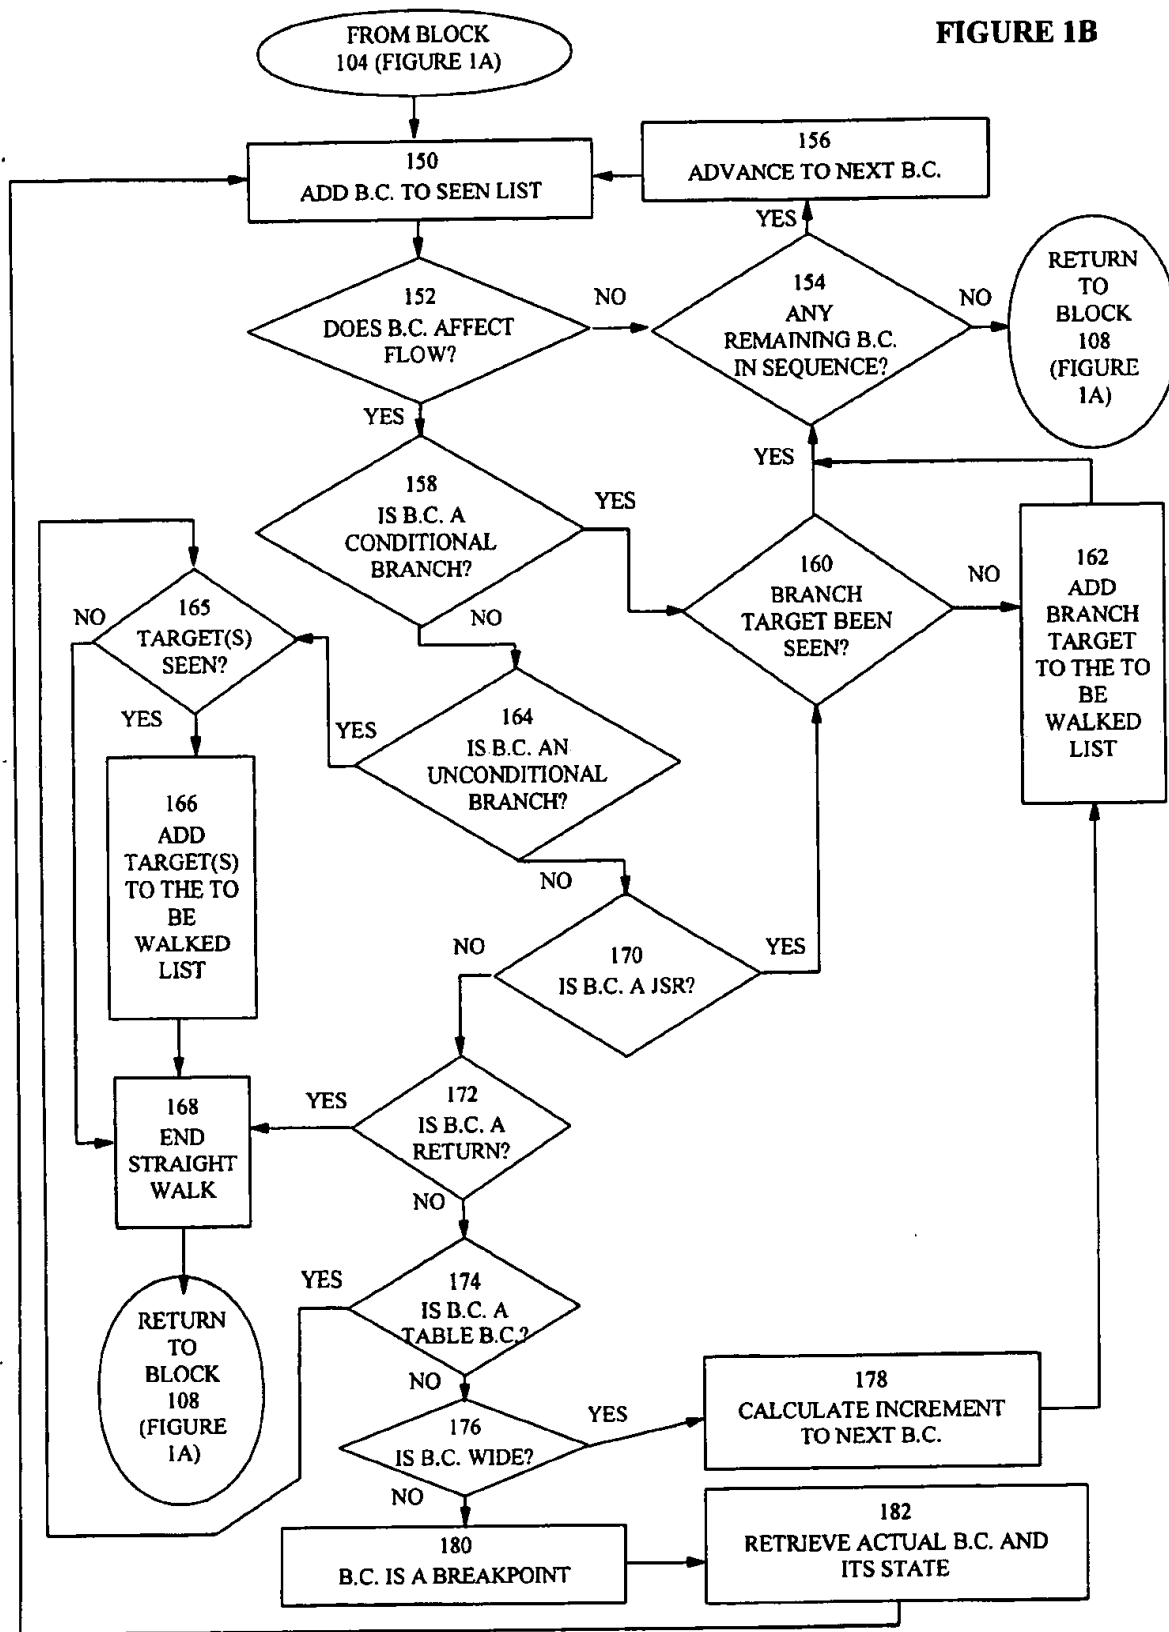 FIGURE 1B
FROM BLOCK
104 (FIGURE 1A)
150
ADD B.C. TO SEEN LIST
156
ADVANCE TO NEXT B.C.
YES
152
DOES B.C. AFFECT
FLOW?
NO
154
ANY
REMAINING B.C.
IN SEQUENCE?
NO
RETURN
TO
BLOCK
108
(FIGURE
1A)
YES
YES
158
IS B.C. A
CONDITIONAL
BRANCH?
YES
NO
160
BRANCH
TARGET BEEN
SEEN?
NO
162
ADD
BRANCH
TARGET
TO THE TO
BE
WALKED
LIST
165
TARGET(S)
SEEN?
NO
YES
164
IS B.C. AN
UNCONDITIONAL
BRANCH?
YES
NO
166
ADD
TARGET(S)
TO THE TO
BE
WALKED
LIST
170
IS B.C. A JSR?
NO
YES
168
END
STRAIGHT
WALK
172
IS B.C. A
RETURN?
YES
NO
RETURN
TO
BLOCK
108
(FIGURE
1A)
174
IS B.C. A
TABLE B.C.?
YES
NO
176
IS B.C. WIDE?
YES
NO
178
CALCULATE INCREMENT
TO NEXT B.C.
180
B.C. IS A BREAKPOINT
182
RETRIEVE ACTUAL B.C. AND
ITS STATE